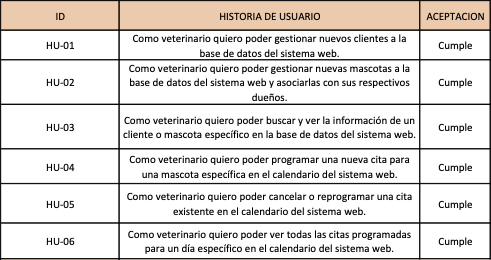 ID HISTORIA DE USUARIO ACEPTACION
HU-01 Como veterinario quiero poder gestionar nuevos clientes a la Cumple
base de datos del sistema web.
HU-02 Como veterinario quiero poder gestionar nuevas mascotas a la Cumple
base de datos del sistema web y asociarlas con sus respectivos
dueños.
HU-03 Como veterinario quiero poder buscar y ver la información de un Cumple
cliente o mascota específico en la base de datos del sistema web.
HU-04 Como veterinario quiero poder programar una nueva cita para Cumple
una mascota específica en el calendario del sistema web.
HU-05 Como veterinario quiero poder cancelar o reprogramar una cita Cumple
existente en el calendario del sistema web.
HU-06 Como veterinario quiero poder ver todas las citas programadas Cumple
para un día específico en el calendario del sistema web.